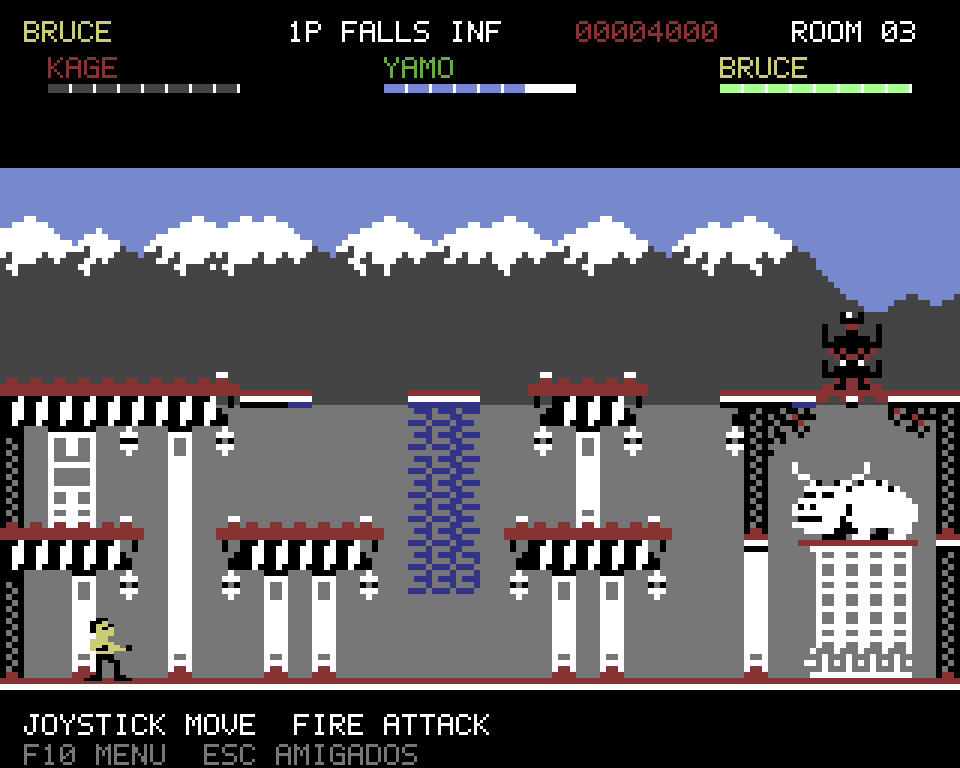 BRUCE 1P FALLS INF 00004000 ROOM 03
KAGE YAMO BRUCE
JOYSTICK MOVE FIRE ATTACK
F10 MENU ESC AMIGADOS